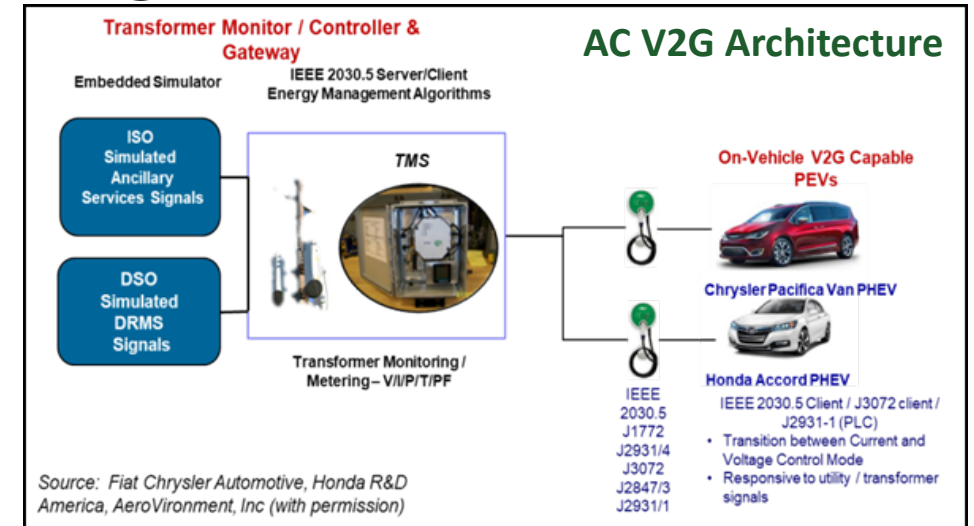 Transformer Monitor / Controller &
Gateway
AC V2G Architecture
Embedded Simulator
IEEE 2030.5 Server/Client
Energy Management Algorithms
ISO
Simulated
Ancillary
Services Signals
TMS
DSO
Simulated
DRMS
Signals
Transformer Monitoring /
Metering – V/I/P/T/PF
On-Vehicle V2G Capable
PEVs
Chrysler Pacifica Van PHEV
Honda Accord PHEV
IEEE
2030.5
J1772
J2931/4
J3072
J2847/3
J2931/1
IEEE 2030.5 Client / J3072 client /
J2931-1 (PLC)
• Transition between Current and
Voltage Control Mode
• Responsive to utility / transformer
signals
Source: Fiat Chrysler Automotive, Honda R&D
America, AeroVironment, Inc (with permission)